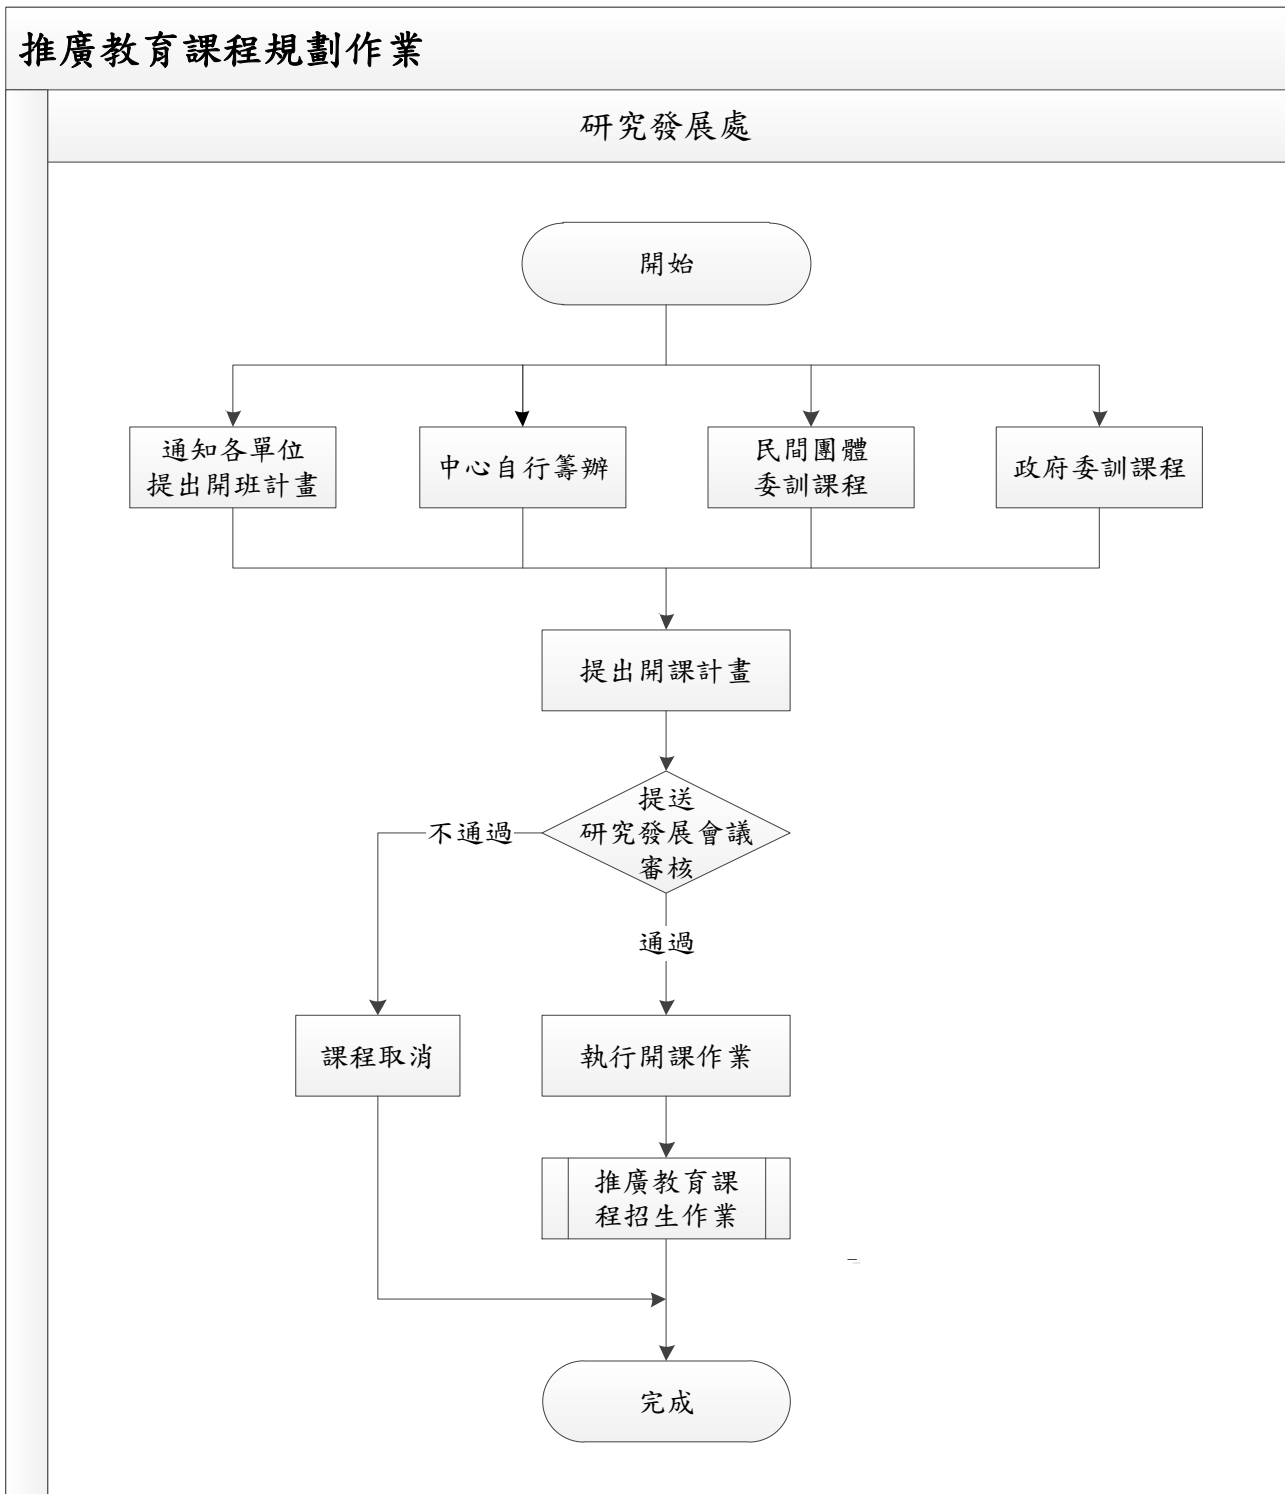 推廣教育課程規劃作業
研究發展處
開始
通知各單位
提出開班計畫
中心自行籌辦
民間團體
委訓課程
政府委訓課程
提出開課計畫
提送
研究發展會議
審核
不通過
通過
課程取消
執行開課作業
推廣教育課
程招生作業
完成